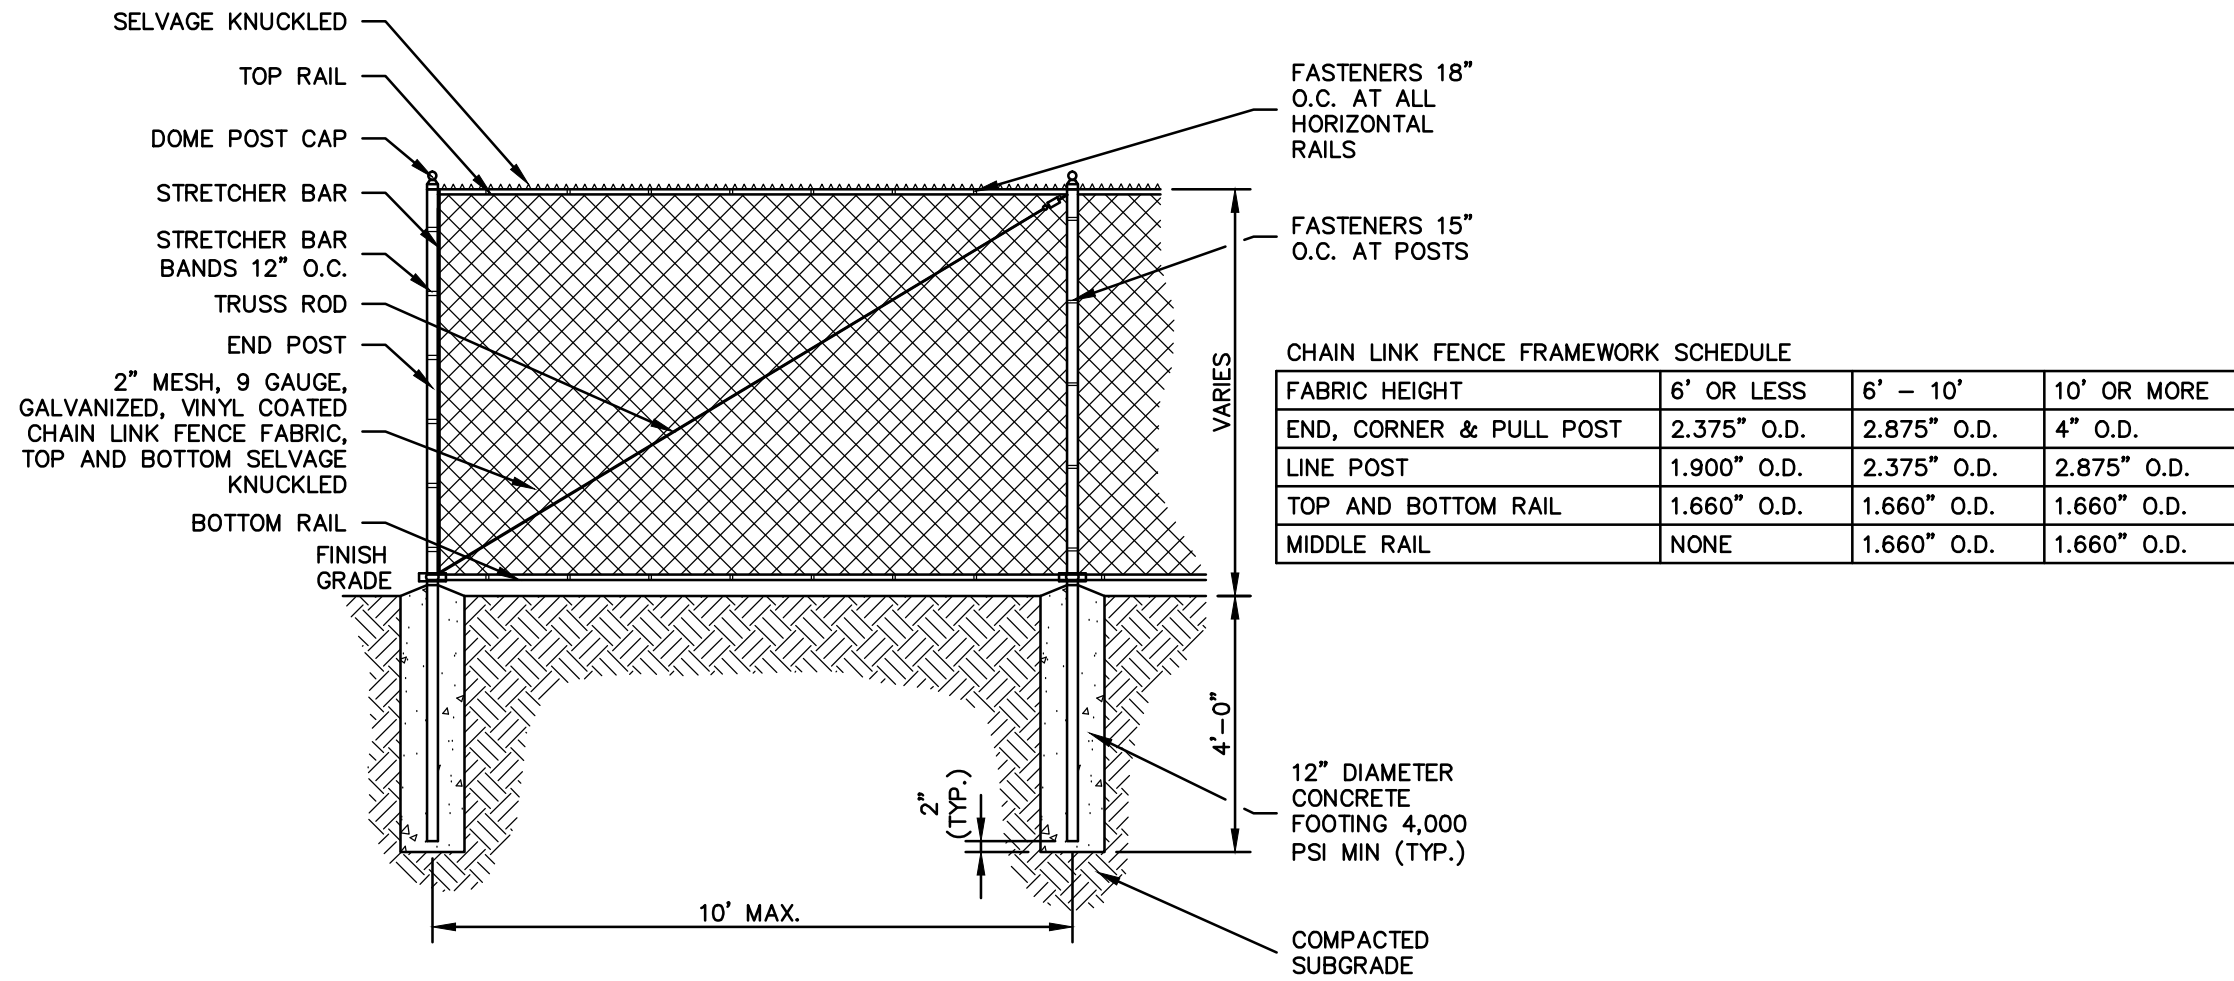 SELVAGE KNUCKLED
TOP RAIL
DOME POST CAP
STRETCHER BAR
STRETCHER BAR
BANDS 12" O.C.
TRUSS ROD
END POST
2" MESH, 9 GAUGE,
GALVANIZED, VINYL COATED
CHAIN LINK FENCE FABRIC,
TOP AND BOTTOM SELVAGE
KNUCKLED
BOTTOM RAIL
FINISH
GRADE
FASTENERS 18"
O.C. AT ALL
HORIZONTAL
RAILS
FASTENERS 15"
O.C. AT POSTS
VARIES
4'-0"
2"
(TYP.)
10' MAX.
12" DIAMETER
CONCRETE
FOOTING 4,000
PSI MIN (TYP.)
COMPACTED
SUBGRADE
CHAIN LINK FENCE FRAMEWORK SCHEDULE
FABRIC HEIGHT 6' OR LESS 6' - 10' 10' OR MORE
END, CORNER & PULL POST 2.375" O.D. 2.875" O.D. 4" O.D.
LINE POST 1.900" O.D. 2.375" O.D. 2.875" O.D.
TOP AND BOTTOM RAIL 1.660" O.D. 1.660" O.D. 1.660" O.D.
MIDDLE RAIL NONE 1.660" O.D. 1.660" O.D.